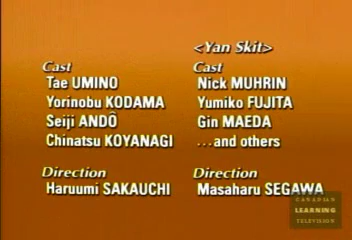 Cast
Tae UMINO
Yorinobu KODAMA
Seiji ANDÔ
Chinatsu KOYANAGI
Direction
Haruumi SAKAUCHI
<Yan Skit>
Cast
Nick MUHRIN
Yumiko FUJITA
Gin MAEDA
...and others
Direction
Masaharu SEGAWA
CANADIAN
LEARNING
TELEVISION